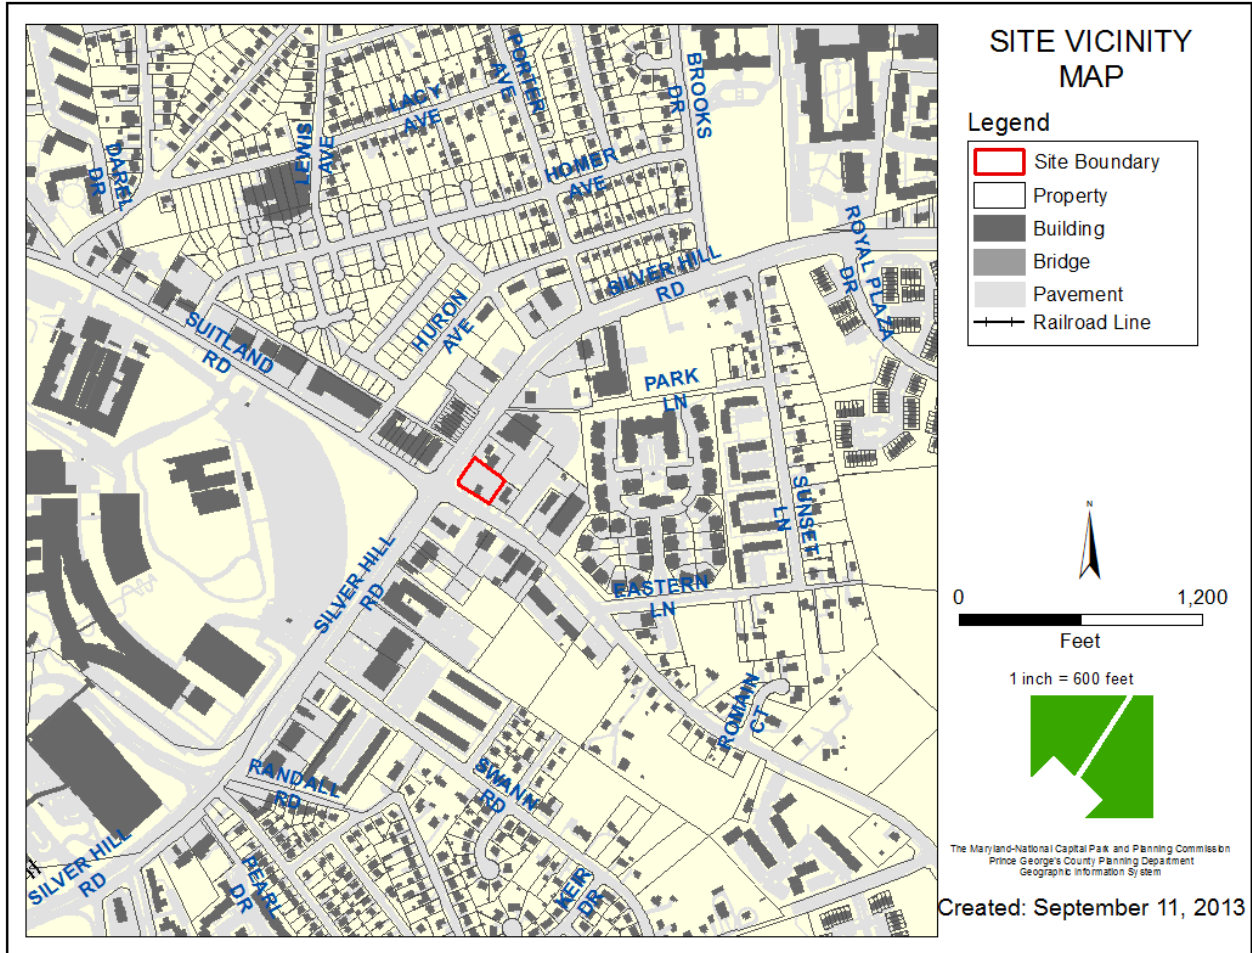 SITE VICINITY
MAP
Legend
Site Boundary
Property
Building
Bridge
Pavement
Railroad Line
N
0 1,200
Feet
1 inch = 600 feet
The Maryland-National Capital Park and Planning Commission
Prince George's County Planning Department
Geographic Information System
Created: September 11, 2013
DAREL
DR
LEWIS
AVE
LACY
AVE
PORTER
AVE
HOMER
AVE
BROOKS
DR
ROYAL PLAZA
DR
SILVER HILL
RD
HURON
AVE
SUITLAND
RD
PARK
LN
SUNSET
LN
EASTERN
LN
SILVER HILL
RD
ROMAIN
CT
RANDALL
RD
SWANN
RD
SILVER HILL
RD
PEARL
DR
KEIR
DR